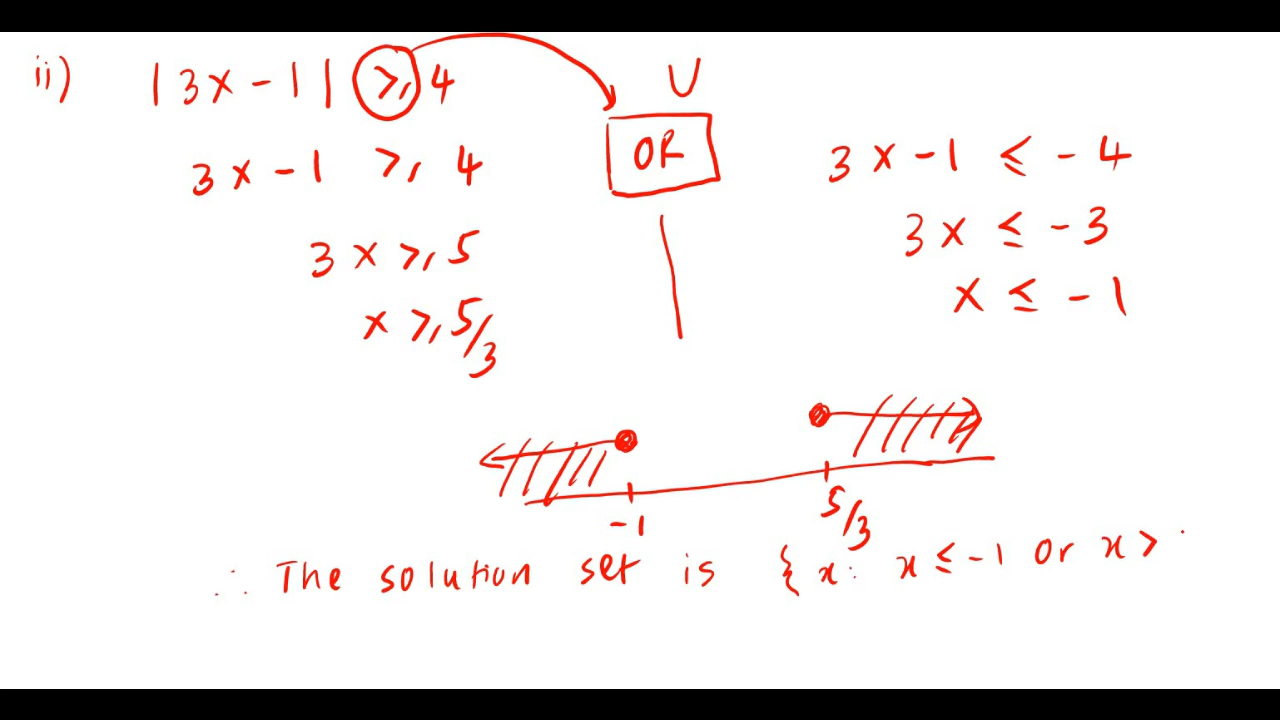 ii) |3x - 1| ≥ 4
U
OR
3x - 1 ≥ 4
3x ≥ 5
x ≥ 5/3
3x - 1 ≤ - 4
3x ≤ - 3
x ≤ - 1
-1
5/3
∴ The solution set is { x: x ≤ -1 or x >